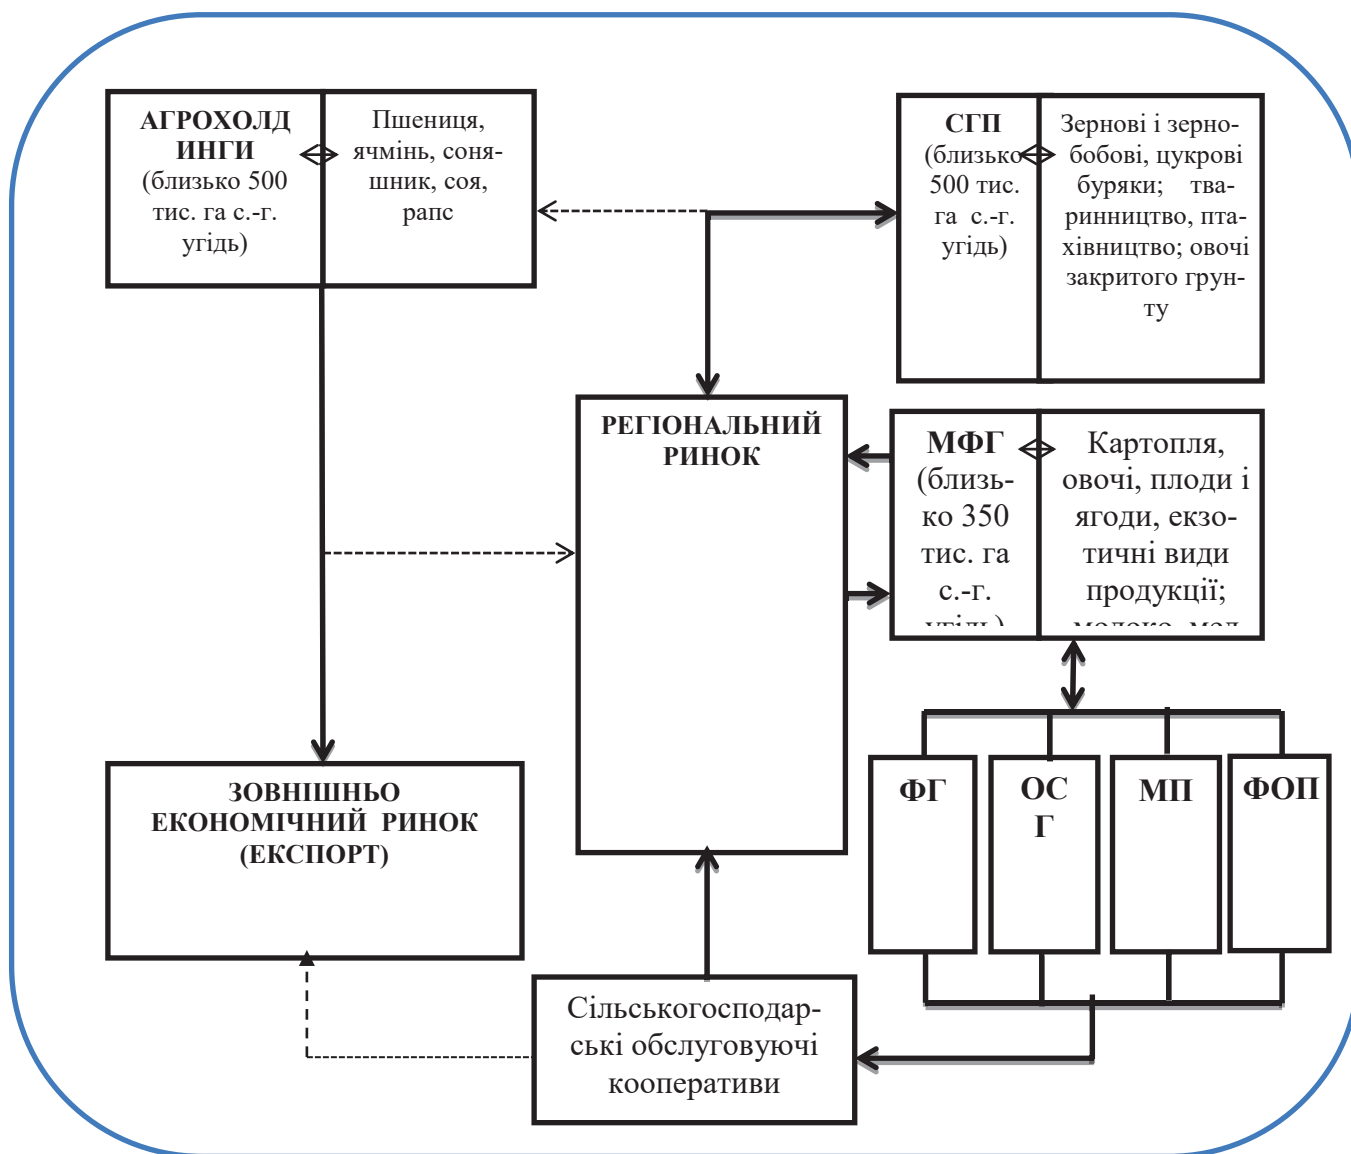 АГРОХОЛД
ИНГИ
(близько 500
тис. га с.-г.
угідь)
Пшениця,
ячмінь, соня-
шник, соя,
рапс
СГП
(близько
500 тис.
га с.-г.
угідь)
Зернові і зерно-
бобові, цукрові
буряки; тва-
ринництво, пта-
хівництво; овочі
закритого грун-
ту
РЕГІОНАЛЬНИЙ
РИНОК
МФГ
(близь-
ко 350
тис. га
с.-г.
угідь)
Картопля,
овочі, плоди і
ягоди, екзо-
тичні види
продукції;
молоко, мед
ЗОВНІШНЬО
ЕКОНОМІЧНИЙ РИНОК
(ЕКСПОРТ)
ФГ
ОС
Г
МП
ФОП
Сільськогосподар-
ські обслуговуючі
кооперативи